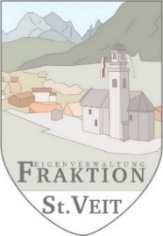 EIGENVERWALTUNG
FRAKTION
ST. VEIT